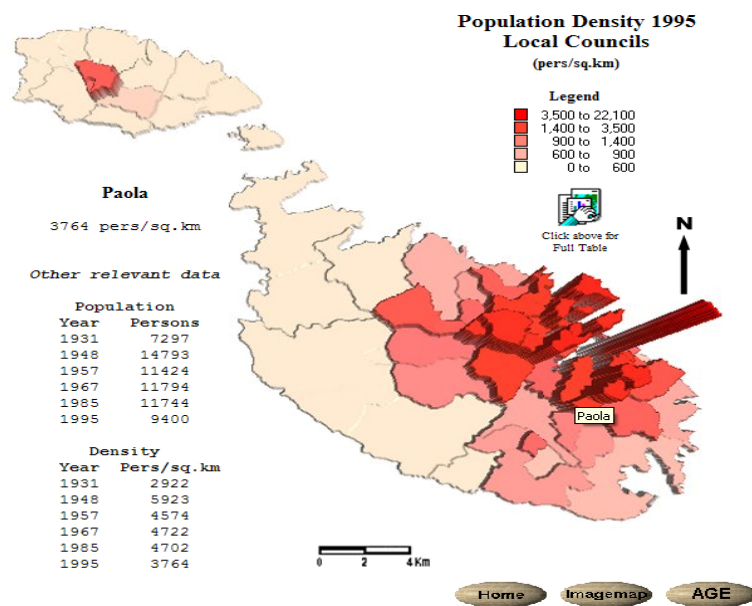 Population Density 1995
Local Councils
(pers/sq.km)
Legend
3,500 to 22,100
1,400 to 3,500
900 to 1,400
600 to 900
0 to 600
Click above for
Full Table
N
Paola
3764 pers/sq.km
Other relevant data
Population
Year Persons
1931 7297
1948 14793
1957 11424
1967 11794
1985 11744
1995 9400
Density
Year Pers/sq.km
1931 2922
1948 5923
1957 4574
1967 4722
1985 4702
1995 3764
Paola
0 2 4 Km
Home Imagemap AGE